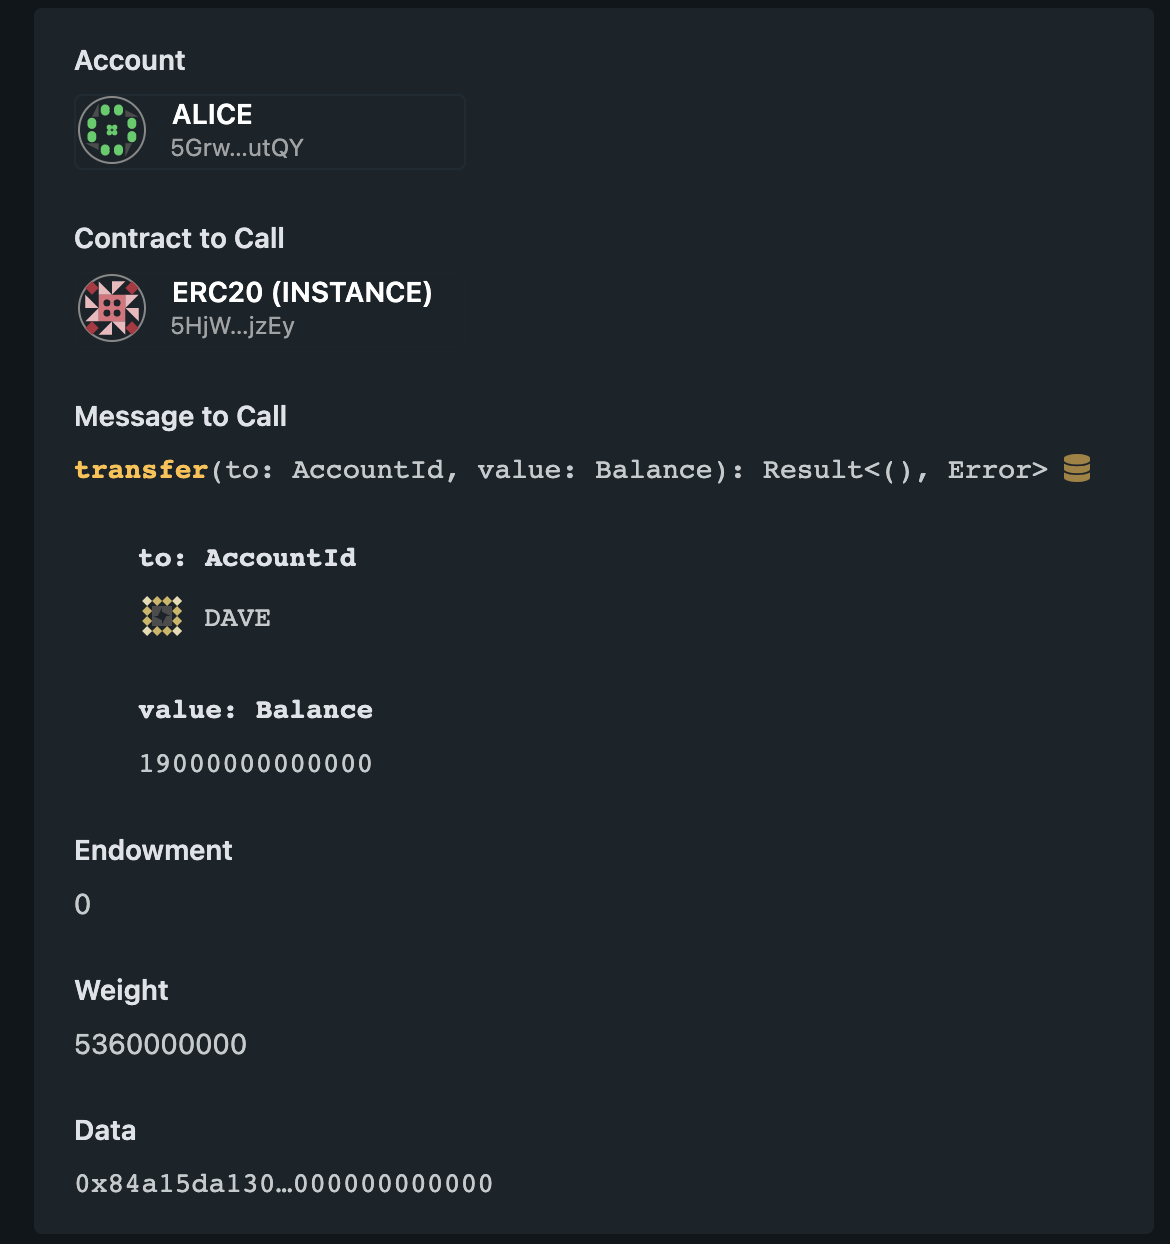 Account
ALICE
5Grw...utQY
Contract to Call
ERC20 (INSTANCE)
5HjW...jzEy
Message to Call
transfer(to: AccountId, value: Balance): Result<(), Error>
to: AccountId
DAVE
value: Balance
19000000000000
Endowment
0
Weight
5360000000
Data
0x84a15da130…000000000000